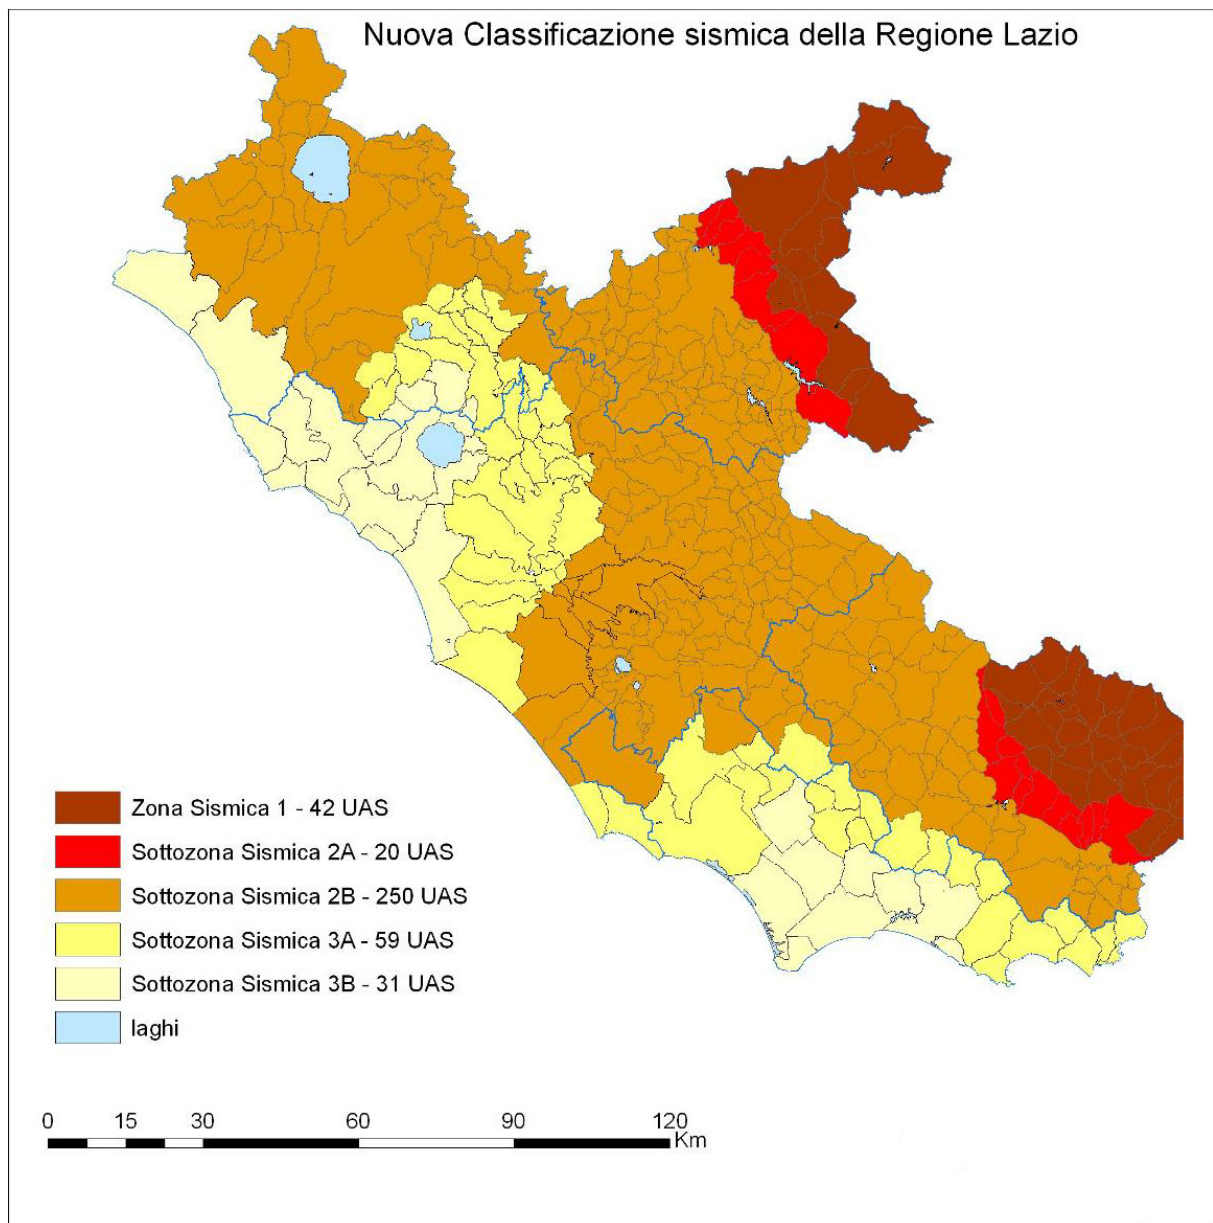 Nuova Classificazione sismica della Regione Lazio
Zona Sismica 1 - 42 UAS
Sottozona Sismica 2A - 20 UAS
Sottozona Sismica 2B - 250 UAS
Sottozona Sismica 3A - 59 UAS
Sottozona Sismica 3B - 31 UAS
laghi
0 15 30 60 90 120
Km